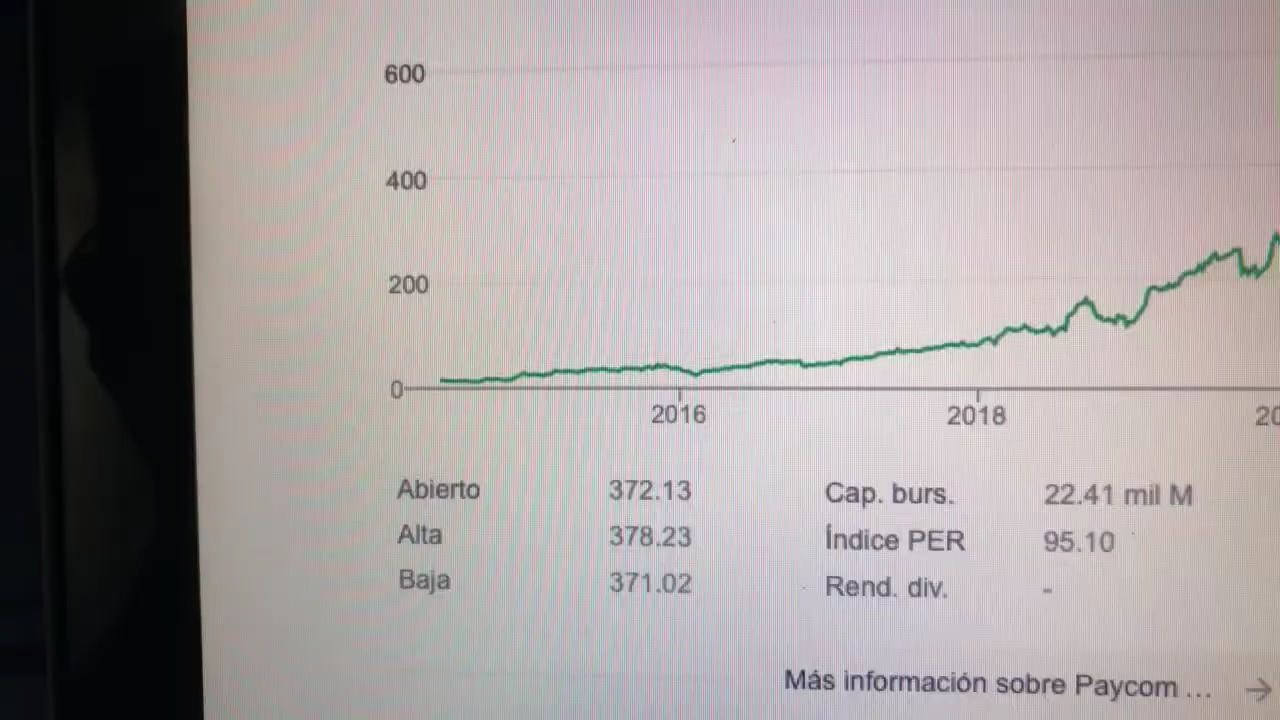 600
400
200
0
2016 2018 20
Abierto 372.13 Cap. burs. 22.41 mil M
Alta 378.23 Índice PER 95.10
Baja 371.02 Rend. div. -
Más información sobre Paycom ...